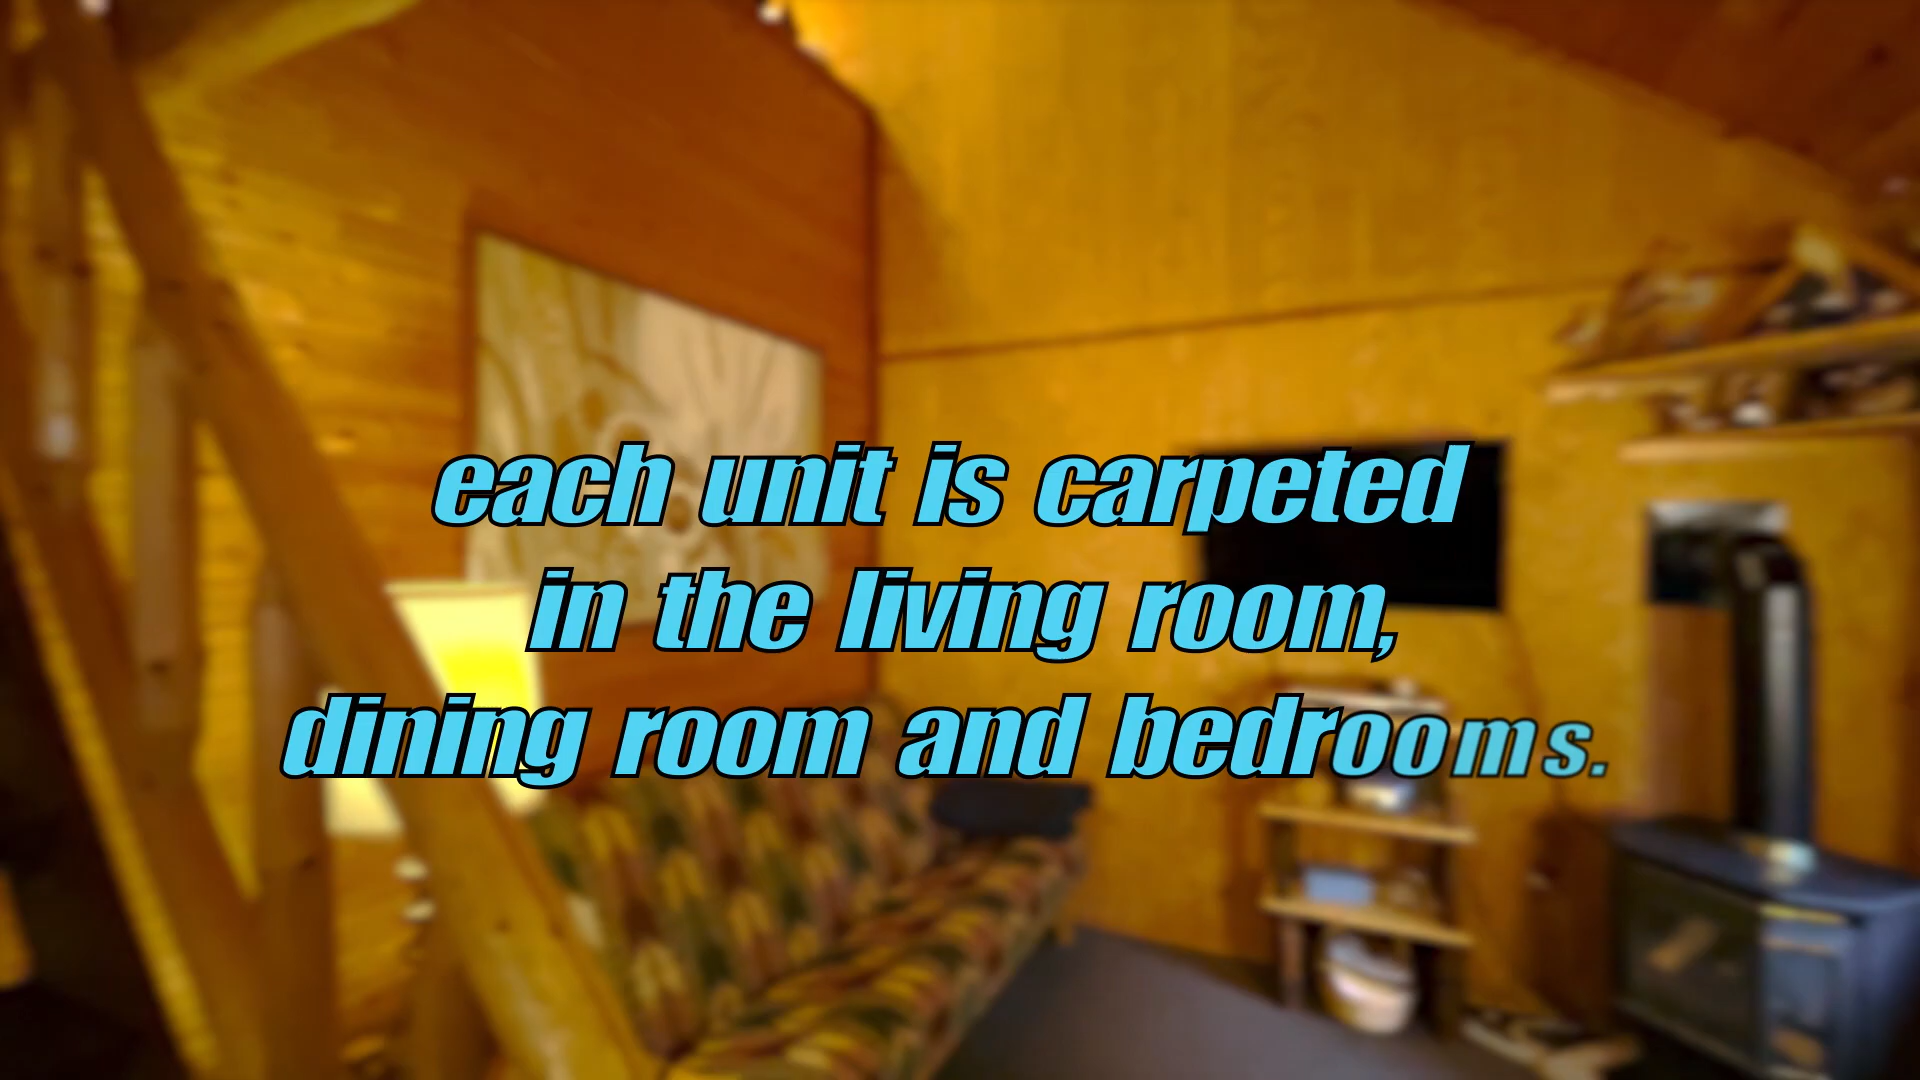 each unit is carpeted
in the living room,
dining room and bedrooms.